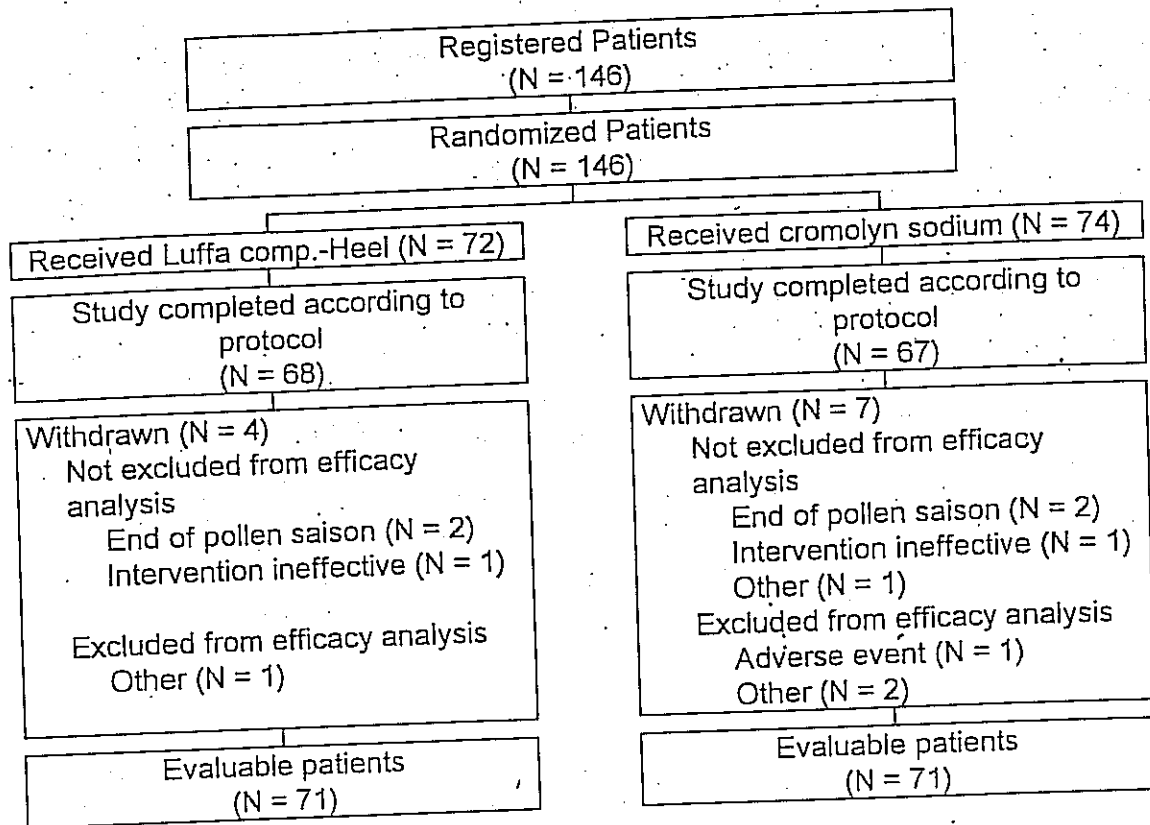 Registered Patients
(N = 146)
Randomized Patients
(N = 146)
Received Luffa comp.-Heel (N = 72)
Received cromolyn sodium (N = 74)
Study completed according to
protocol
(N = 68)
Study completed according to
protocol
(N = 67)
Withdrawn (N = 4)
Not excluded from efficacy
analysis
End of pollen saison (N = 2)
Intervention ineffective (N = 1)
Excluded from efficacy analysis
Other (N = 1)
Withdrawn (N = 7)
Not excluded from efficacy
analysis
End of pollen saison (N = 2)
Intervention ineffective (N = 1)
Other (N = 1)
Excluded from efficacy analysis
Adverse event (N = 1)
Other (N = 2)
Evaluable patients
(N = 71)
Evaluable patients
(N = 71)